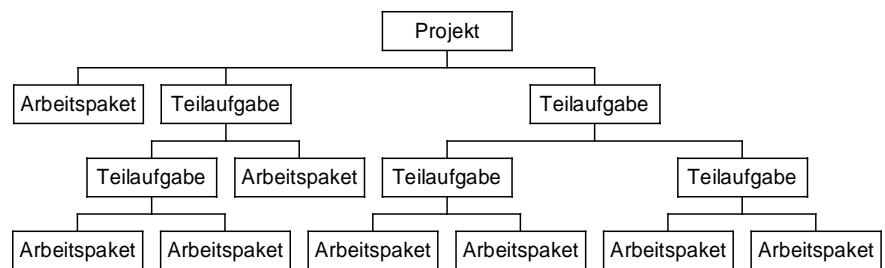 Projekt
Arbeitspaket Teilaufgabe Teilaufgabe
Teilaufgabe Arbeitspaket Teilaufgabe Teilaufgabe
Arbeitspaket Arbeitspaket Arbeitspaket Arbeitspaket Arbeitspaket Arbeitspaket